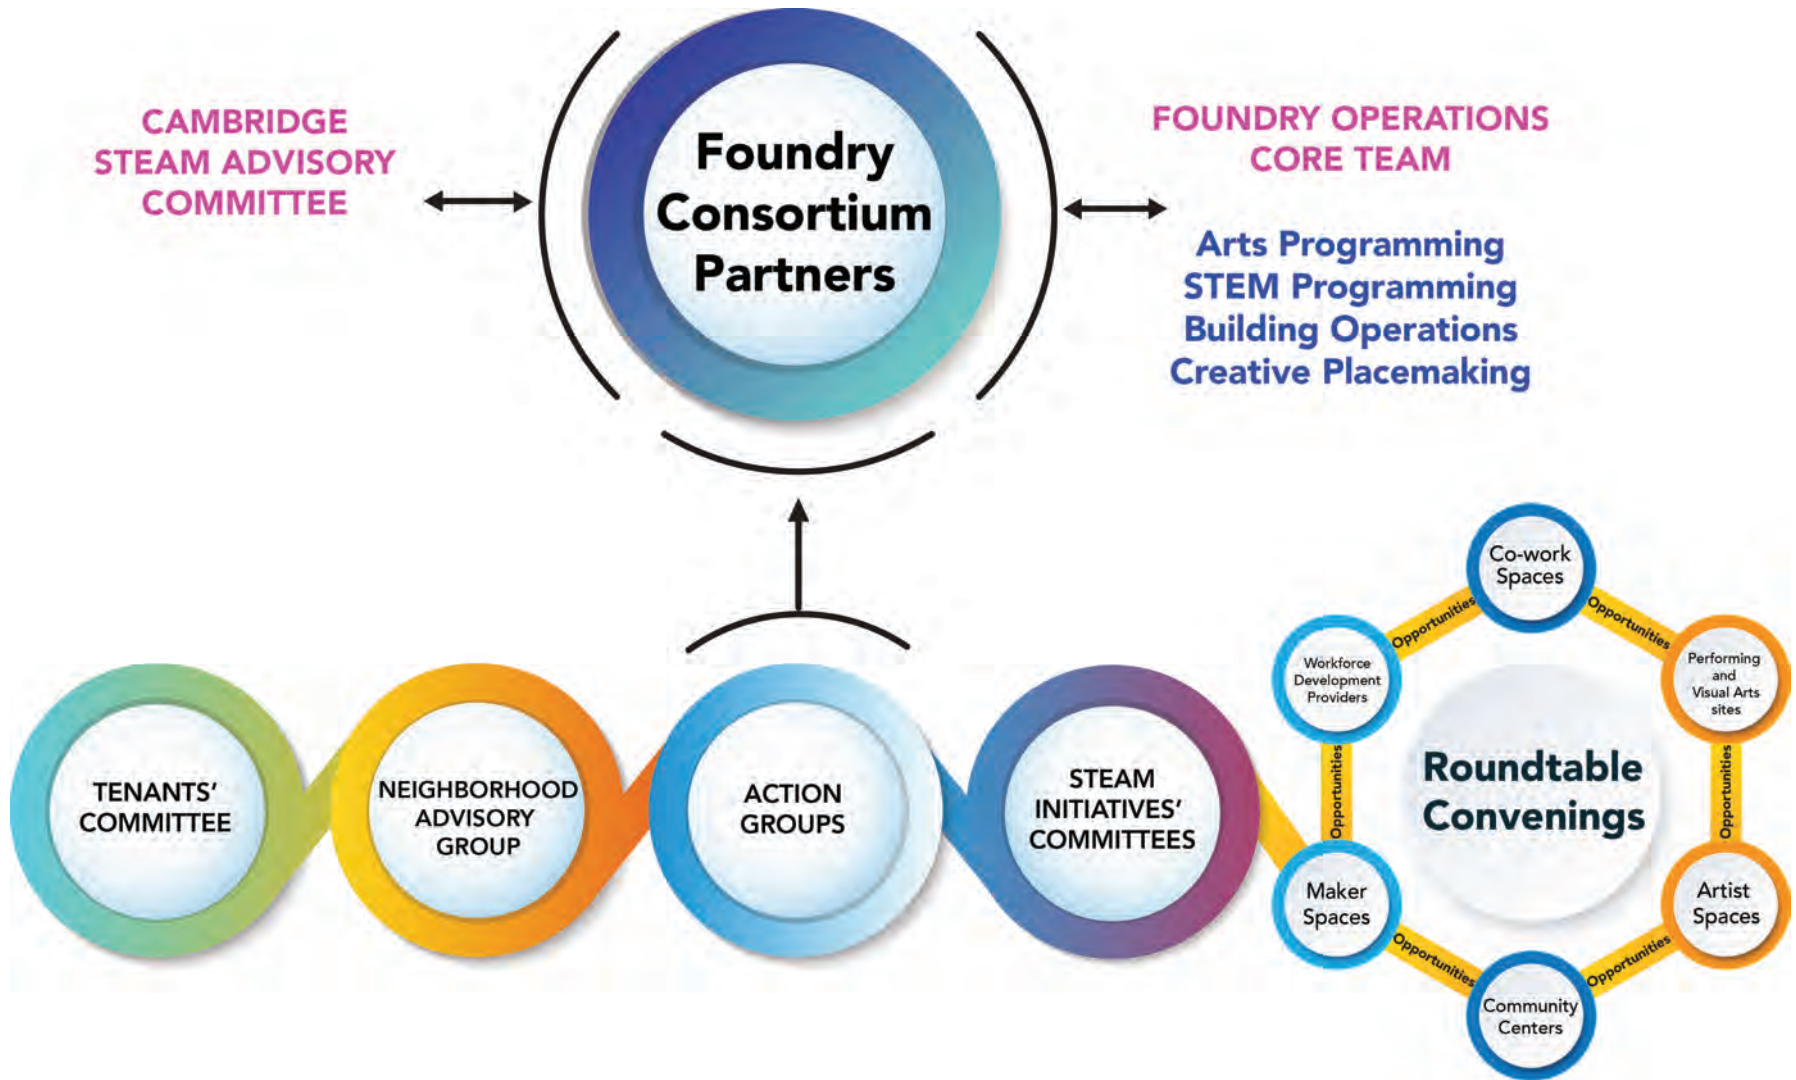 CAMBRIDGE
STEAM ADVISORY
COMMITTEE
Foundry
Consortium
Partners
FOUNDRY OPERATIONS
CORE TEAM
Arts Programming
STEM Programming
Building Operations
Creative Placemaking
TENANTS’
COMMITTEE
NEIGHBORHOOD
ADVISORY
GROUP
ACTION
GROUPS
STEAM
INITIATIVES’
COMMITTEES
Roundtable
Convenings
Co-work
Spaces
Opportunities
Performing
and
Visual Arts
sites
Opportunities
Artist
Spaces
Opportunities
Community
Centers
Opportunities
Maker
Spaces
Opportunities
Workforce
Development
Providers
Opportunities